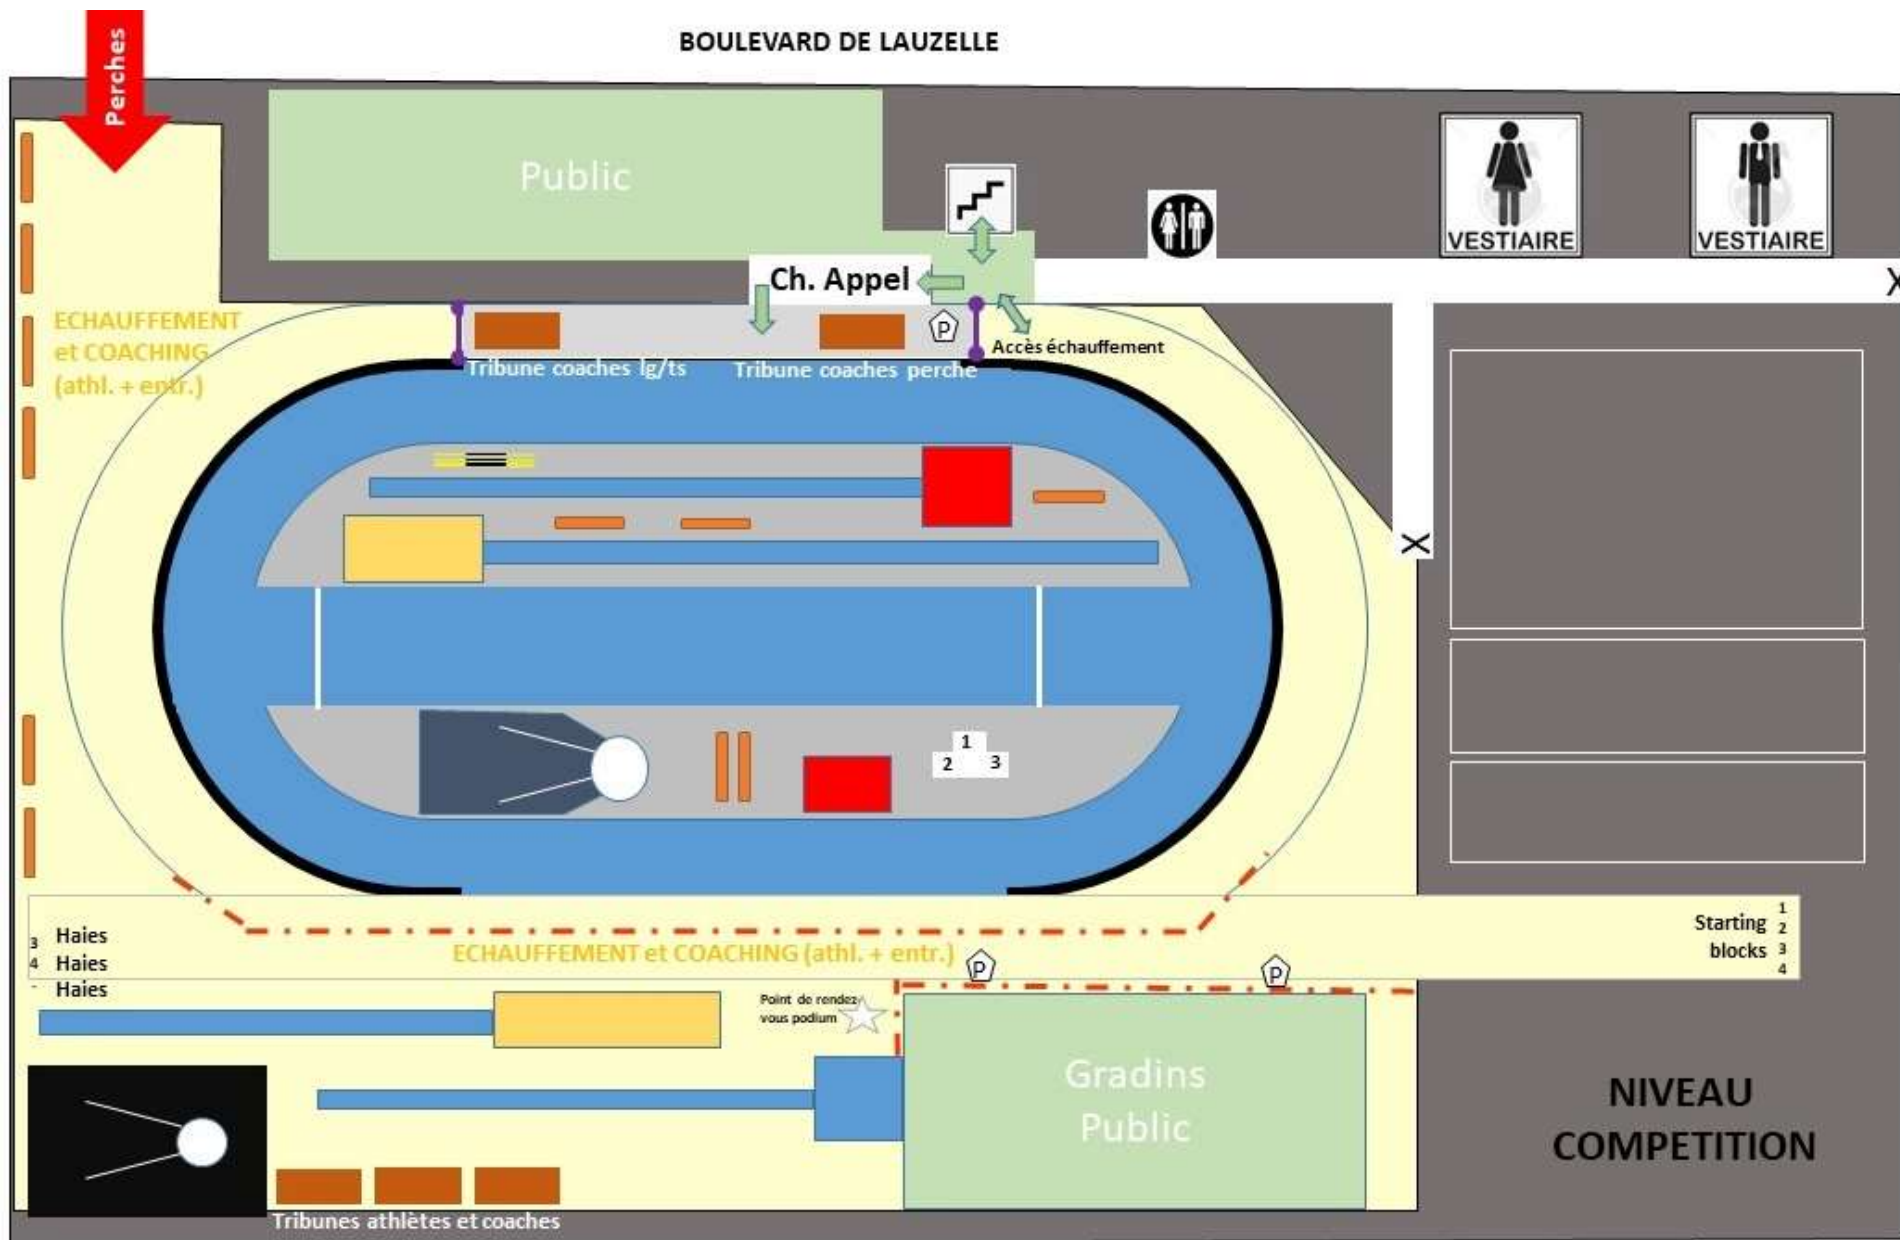 BOULEVARD DE LAUZELLE
Perches
Public
VESTIAIRE
VESTIAIRE
Ch. Appel
ECHAUFFEMENT
et COACHING
(athl. + entr.)
P
Accès échauffement
Tribune coaches lg/ts
Tribune coaches perche
X
X
1
2
3
Haies
Haies
Haies
3
4
Starting
blocks
1
2
3
4
ECHAUFFEMENT et COACHING (athl. + entr.)
P
P
Point de rendez-
vous podium
Gradins
Public
NIVEAU
COMPETITION
Tribunes athlètes et coaches